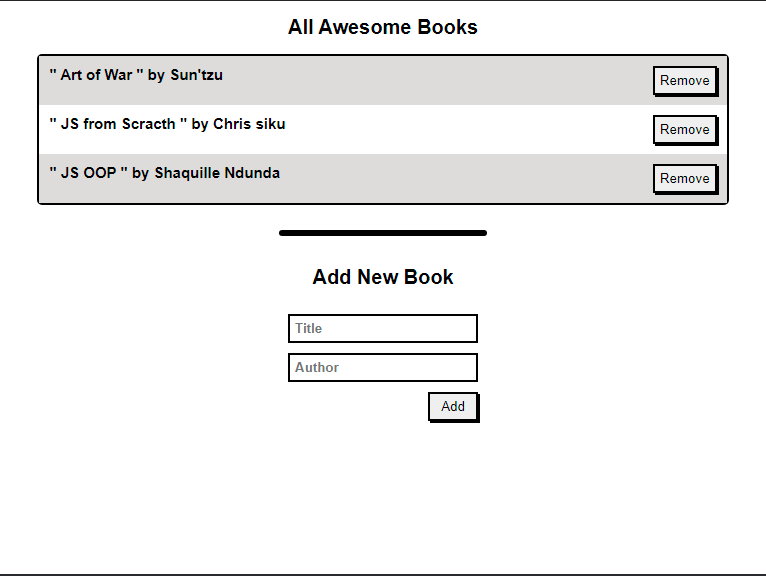 All Awesome Books
" Art of War " by Sun'tzu
Remove
" JS from Scracth " by Chris siku
Remove
" JS OOP " by Shaquille Ndunda
Remove
Add New Book
Title
Author
Add